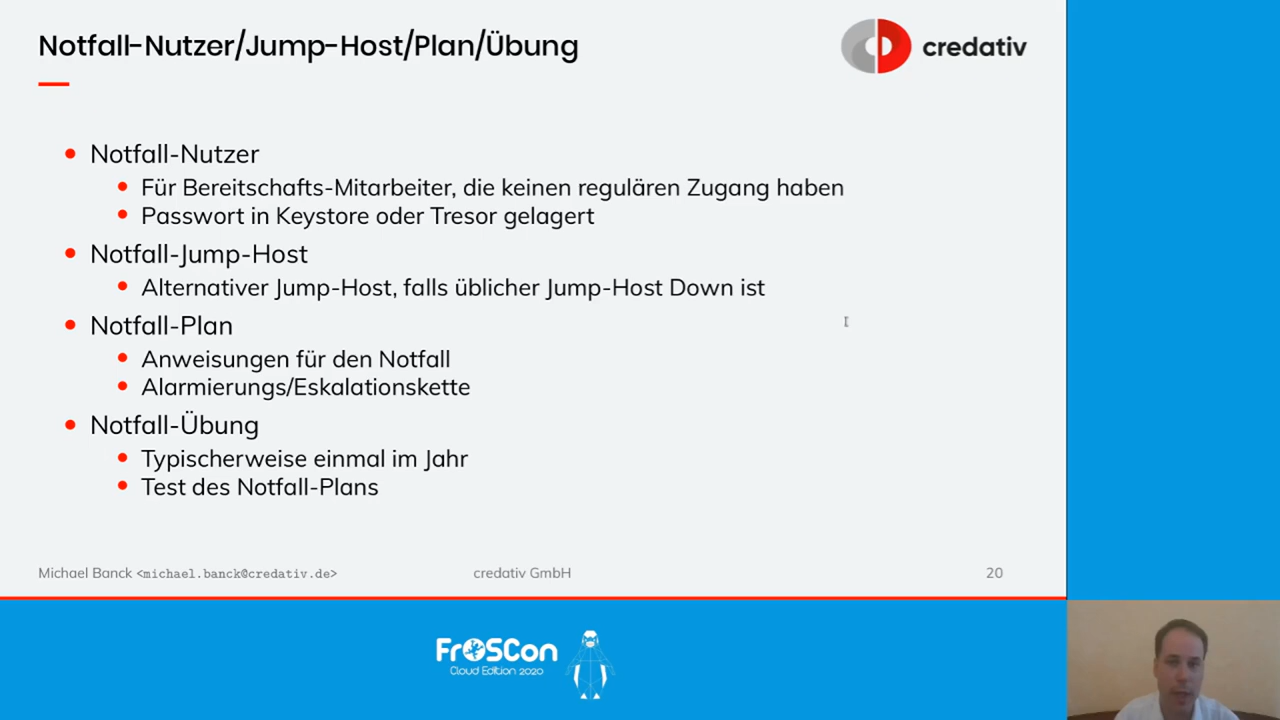 Notfall-Nutzer/Jump-Host/Plan/Übung
credativ
Notfall-Nutzer
Für Bereitschafts-Mitarbeiter, die keinen regulären Zugang haben
Passwort in Keystore oder Tresor gelagert
Notfall-Jump-Host
Alternativer Jump-Host, falls üblicher Jump-Host Down ist
Notfall-Plan
Anweisungen für den Notfall
Alarmierungs/Eskalationskette
Notfall-Übung
Typischerweise einmal im Jahr
Test des Notfall-Plans
Michael Banck <michael.banck@credativ.de>
credativ GmbH
20
FrOSCon
Cloud Edition 2020